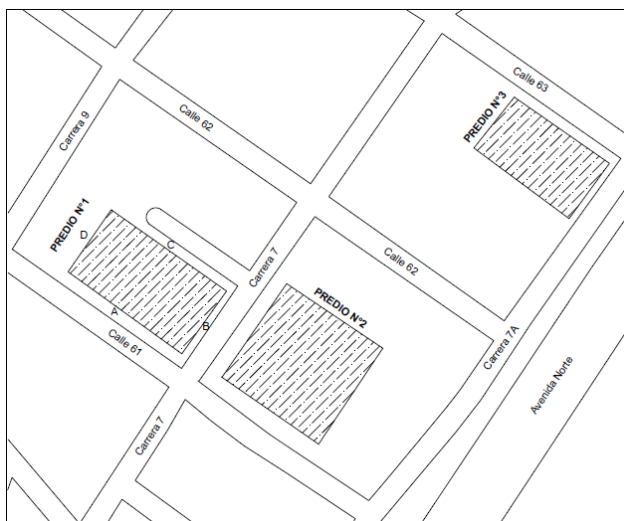 Calle 63
PREDIO N°3
Carrera 9
Calle 62
PREDIO N°1
D
C
Carrera 7
Calle 62
PREDIO N°2
A
B
Calle 61
Carrera 7A
Avenida Norte
Carrera 7